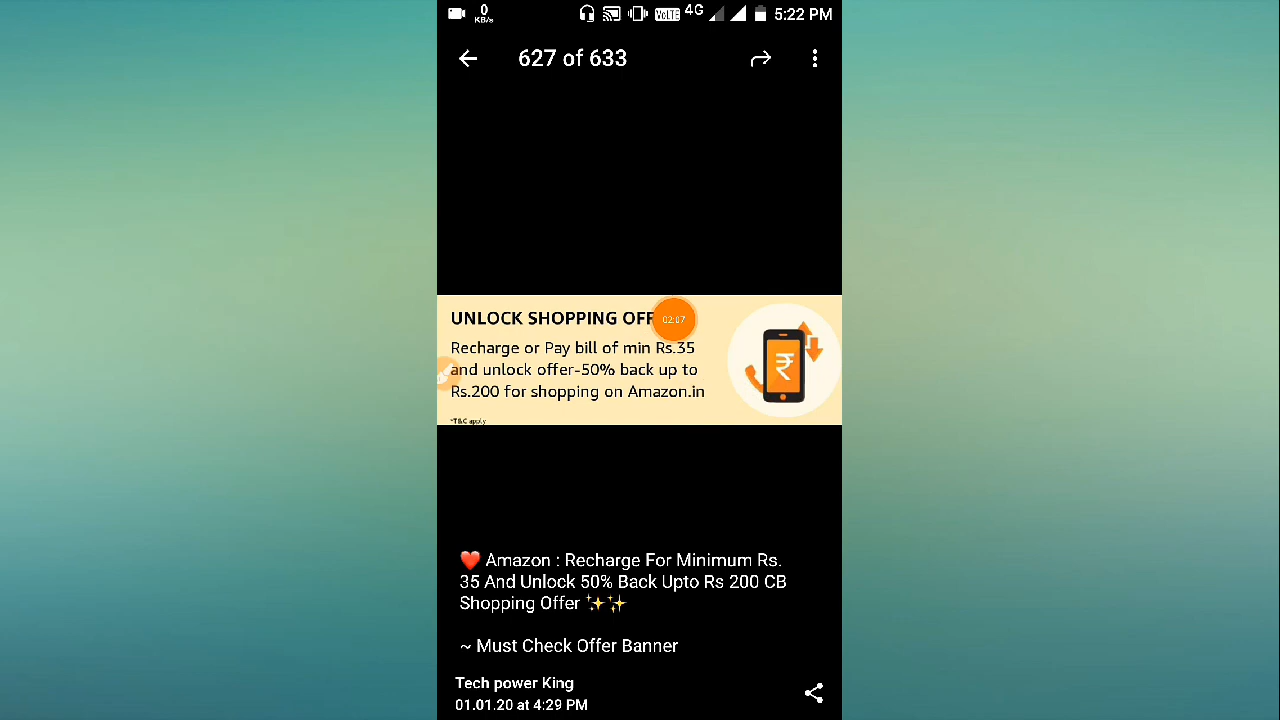 0
KB/s
VoLTE 4G 5:22 PM
627 of 633
UNLOCK SHOPPING OFF
02:07
Recharge or Pay bill of min Rs.35
and unlock offer-50% back up to
Rs.200 for shopping on Amazon.in
₹
*T&C apply
❤️ Amazon : Recharge For Minimum Rs.
35 And Unlock 50% Back Upto Rs 200 CB
Shopping Offer ✨✨
~ Must Check Offer Banner
Tech power King
01.01.20 at 4:29 PM